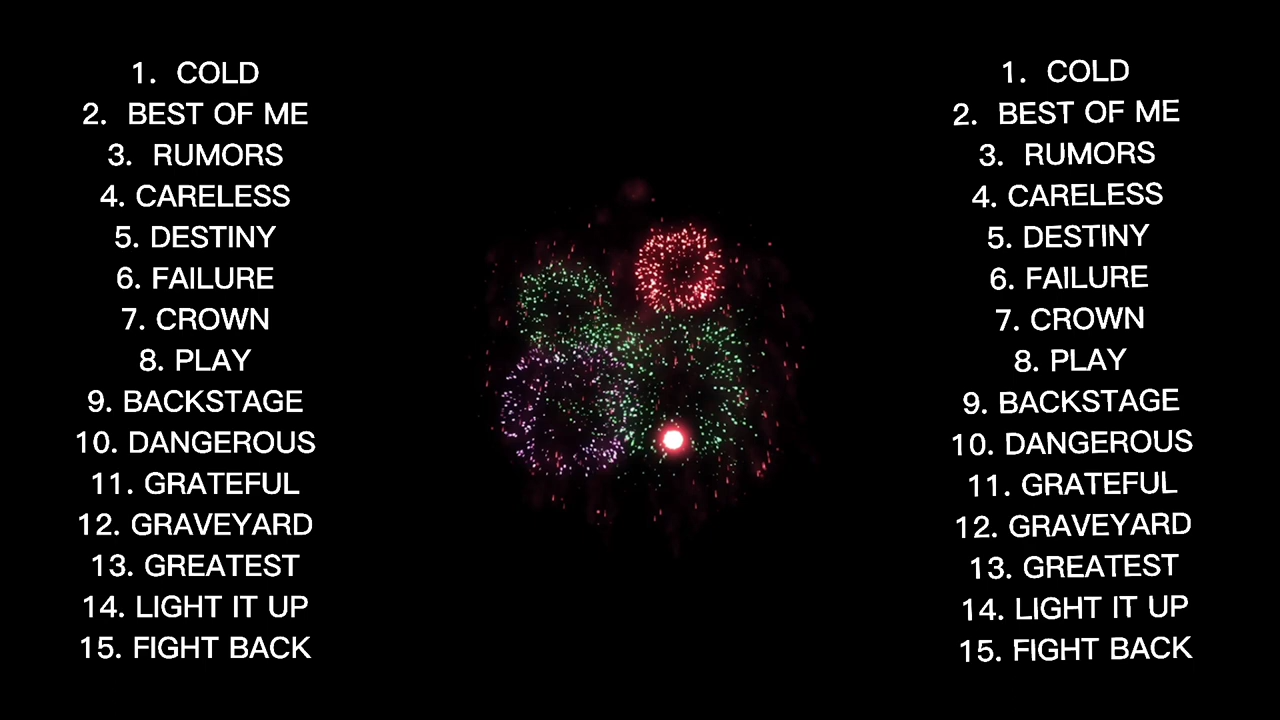 1. COLD
2. BEST OF ME
3. RUMORS
4. CARELESS
5. DESTINY
6. FAILURE
7. CROWN
8. PLAY
9. BACKSTAGE
10. DANGEROUS
11. GRATEFUL
12. GRAVEYARD
13. GREATEST
14. LIGHT IT UP
15. FIGHT BACK
1. COLD
2. BEST OF ME
3. RUMORS
4. CARELESS
5. DESTINY
6. FAILURE
7. CROWN
8. PLAY
9. BACKSTAGE
10. DANGEROUS
11. GRATEFUL
12. GRAVEYARD
13. GREATEST
14. LIGHT IT UP
15. FIGHT BACK